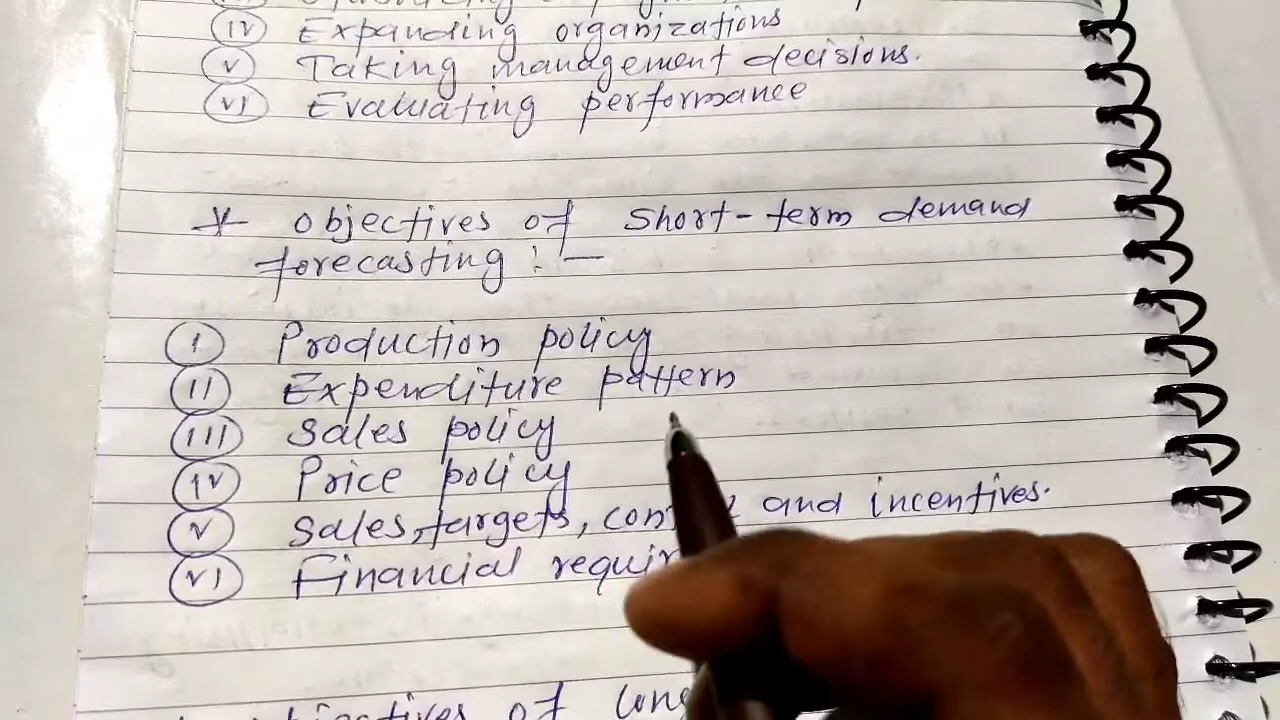 (iv) Expanding organizations
(v) Taking management decisions.
(vi) Evaluating performance
* Objectives of short-term demand
forecasting :-
(i) Production policy
(ii) Expenditure pattern
(iii) Sales policy
(iv) Price policy
(v) Sales, targets, and incentives.
(vi) Financial
of